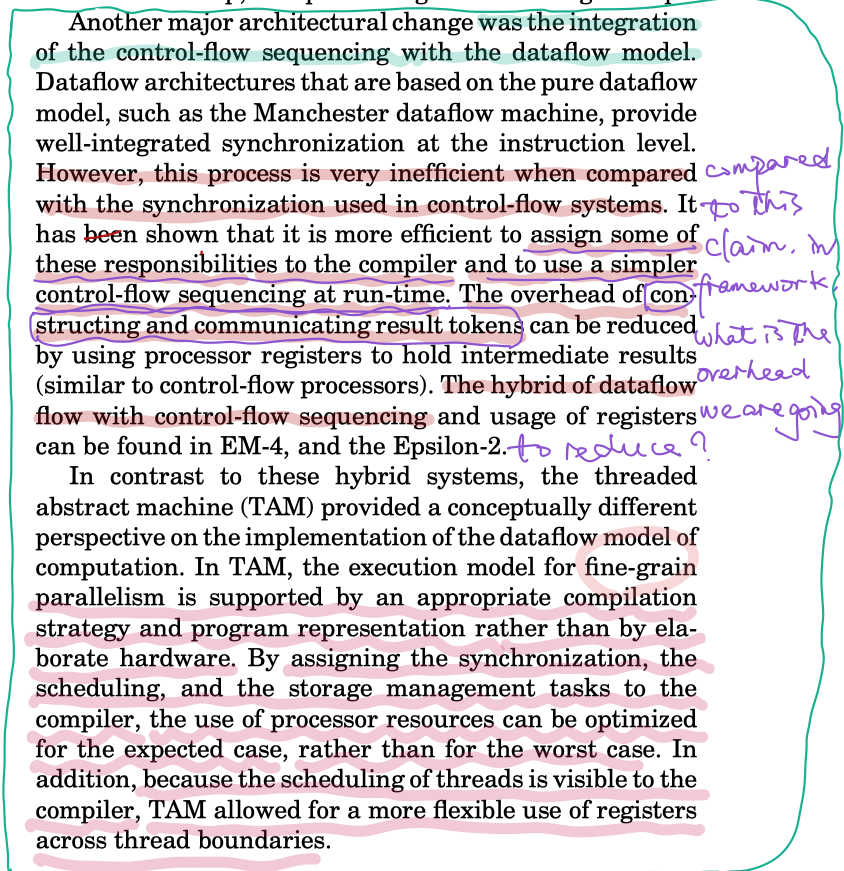 Another major architectural change was the integration
of the control-flow sequencing with the dataflow model.
Dataflow architectures that are based on the pure dataflow
model, such as the Manchester dataflow machine, provide
well-integrated synchronization at the instruction level.
However, this process is very inefficient when compared
with the synchronization used in control-flow systems. It
has been shown that it is more efficient to assign some of
these responsibilities to the compiler and to use a simpler
control-flow sequencing at run-time. The overhead of con-
structing and communicating result tokens can be reduced
by using processor registers to hold intermediate results
(similar to control-flow processors). The hybrid of dataflow
flow with control-flow sequencing and usage of registers
can be found in EM-4, and the Epsilon-2.
compared
to this
claim. in
framework.
what is the
overhead
we are going
to reduce?
In contrast to these hybrid systems, the threaded
abstract machine (TAM) provided a conceptually different
perspective on the implementation of the dataflow model of
computation. In TAM, the execution model for fine-grain
parallelism is supported by an appropriate compilation
strategy and program representation rather than by ela-
borate hardware. By assigning the synchronization, the
scheduling, and the storage management tasks to the
compiler, the use of processor resources can be optimized
for the expected case, rather than for the worst case. In
addition, because the scheduling of threads is visible to the
compiler, TAM allowed for a more flexible use of registers
across thread boundaries.